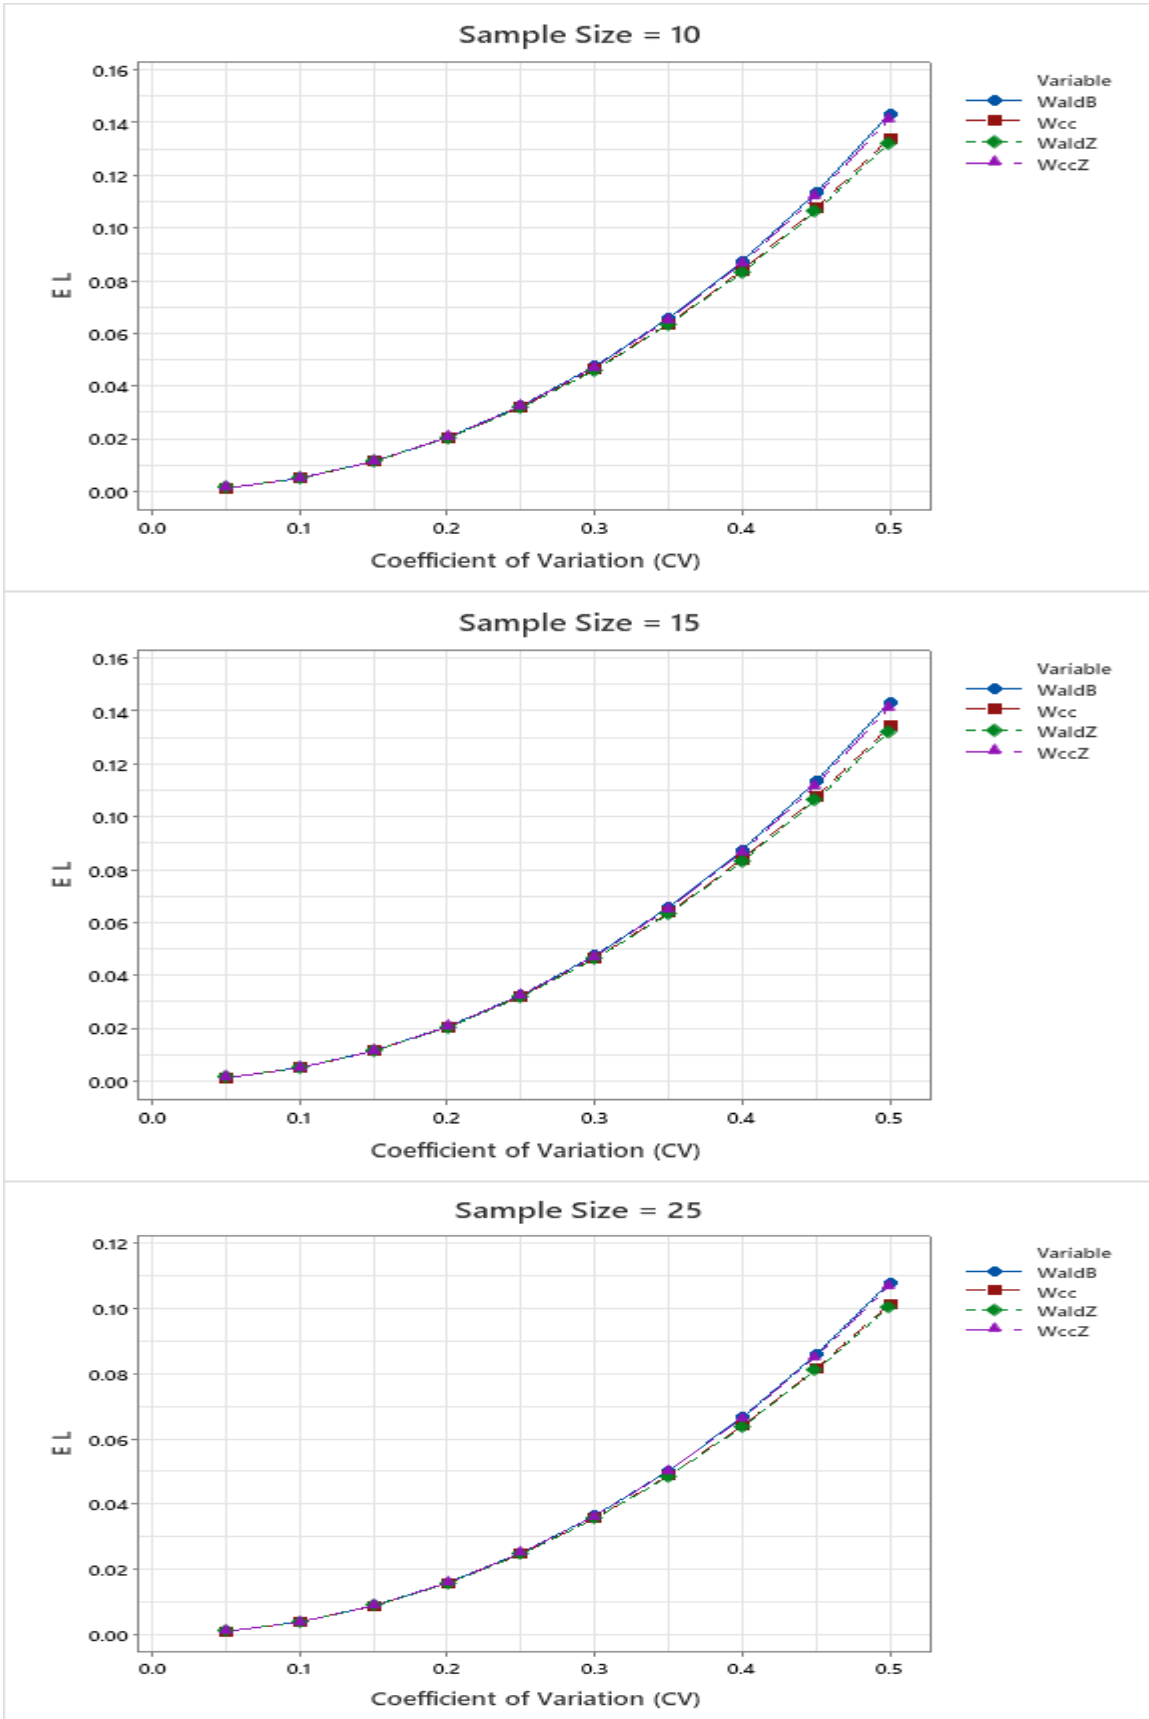 Sample Size = 10
0.16
0.14
0.12
0.10
0.08
0.06
0.04
0.02
0.00
E L
0.0 0.1 0.2 0.3 0.4 0.5
Coefficient of Variation (CV)
Variable
WaldB
Wcc
WaldZ
WccZ
Sample Size = 15
0.16
0.14
0.12
0.10
0.08
0.06
0.04
0.02
0.00
E L
0.0 0.1 0.2 0.3 0.4 0.5
Coefficient of Variation (CV)
Variable
WaldB
Wcc
WaldZ
WccZ
Sample Size = 25
0.12
0.10
0.08
0.06
0.04
0.02
0.00
E L
0.0 0.1 0.2 0.3 0.4 0.5
Coefficient of Variation (CV)
Variable
WaldB
Wcc
WaldZ
WccZ